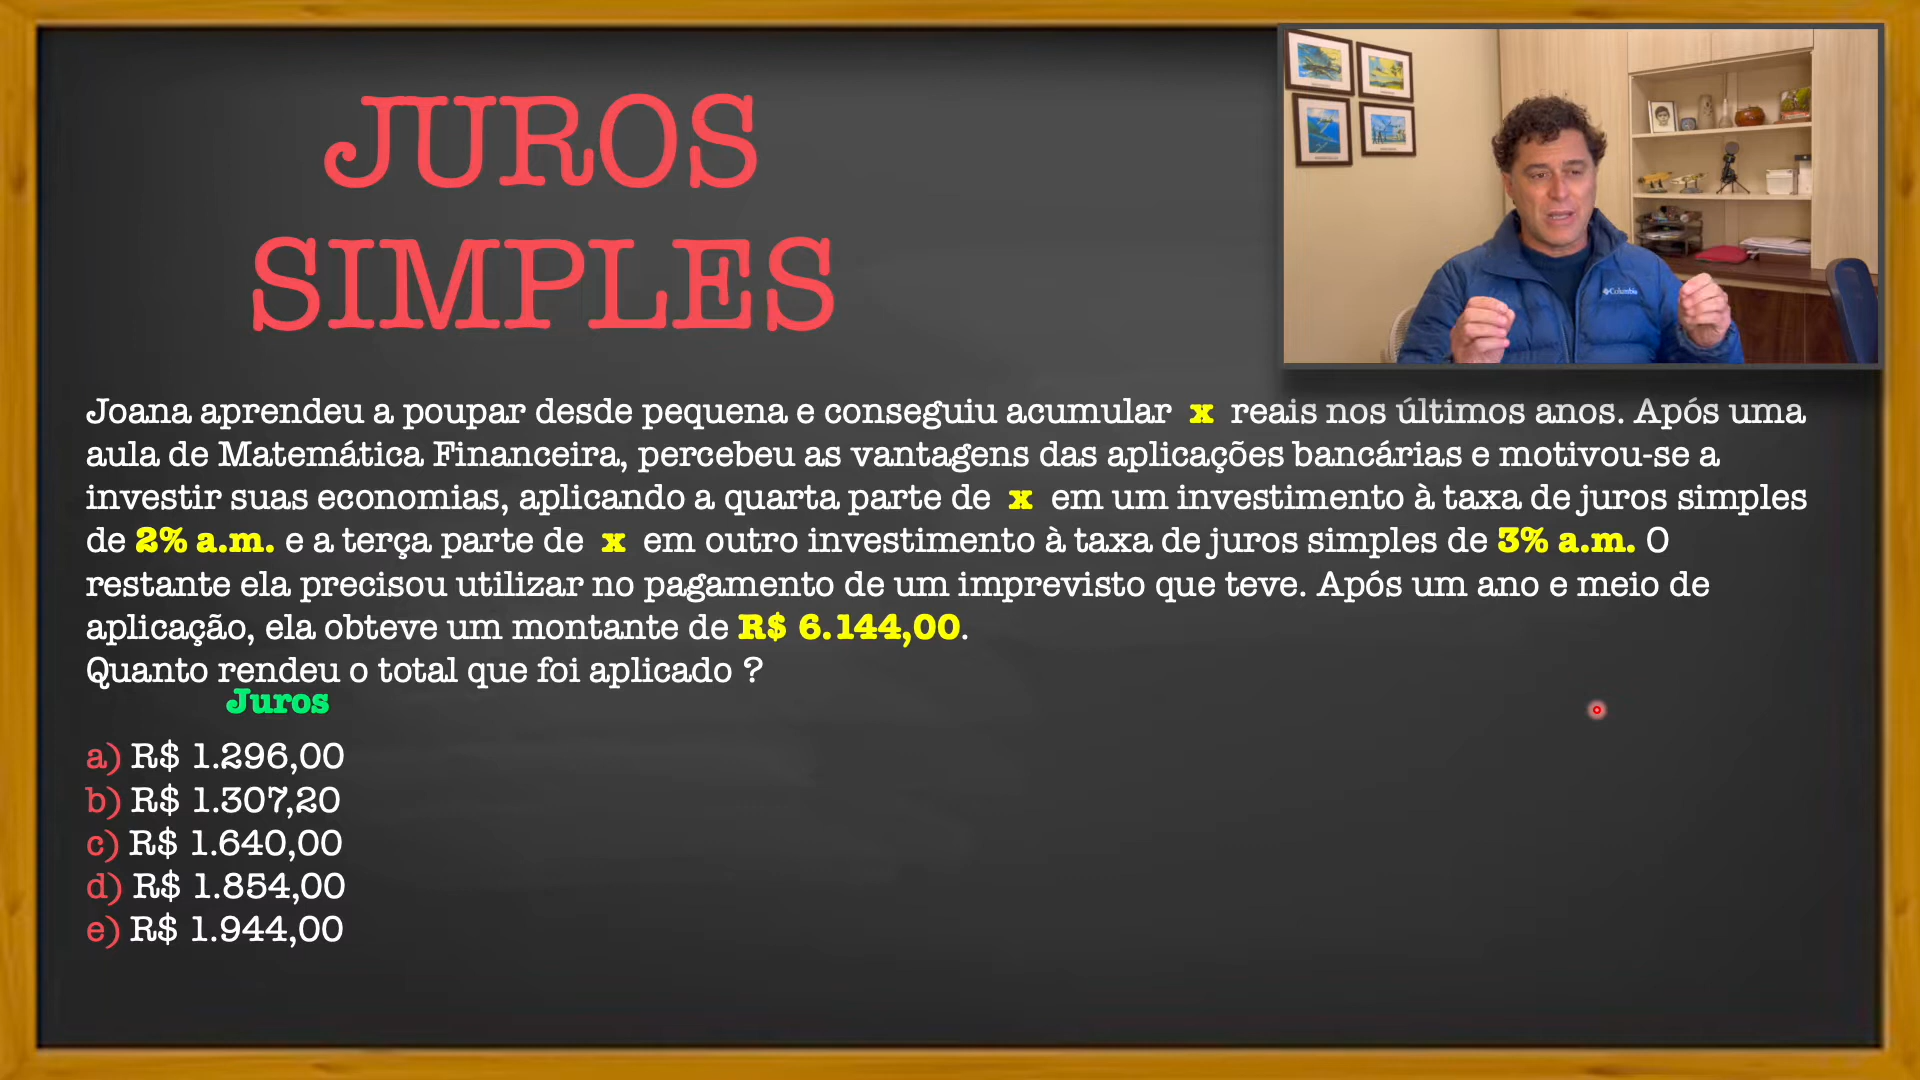 JUROS
SIMPLES
Columbia
Joana aprendeu a poupar desde pequena e conseguiu acumular x reais nos últimos anos. Após uma
aula de Matemática Financeira, percebeu as vantagens das aplicações bancárias e motivou-se a
investir suas economias, aplicando a quarta parte de x em um investimento à taxa de juros simples
de 2% a.m. e a terça parte de x em outro investimento à taxa de juros simples de 3% a.m. O
restante ela precisou utilizar no pagamento de um imprevisto que teve. Após um ano e meio de
aplicação, ela obteve um montante de R$ 6.144,00.
Quanto rendeu o total que foi aplicado ?
Juros
a) R$ 1.296,00
b) R$ 1.307,20
c) R$ 1.640,00
d) R$ 1.854,00
e) R$ 1.944,00